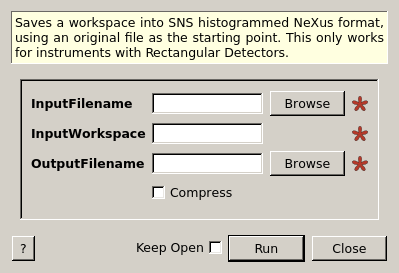 Saves a workspace into SNS histogrammed NeXus format,
using an original file as the starting point. This only works
for instruments with Rectangular Detectors.
InputFilename Browse *
InputWorkspace *
OutputFilename Browse *
Compress
? Keep Open Run Close